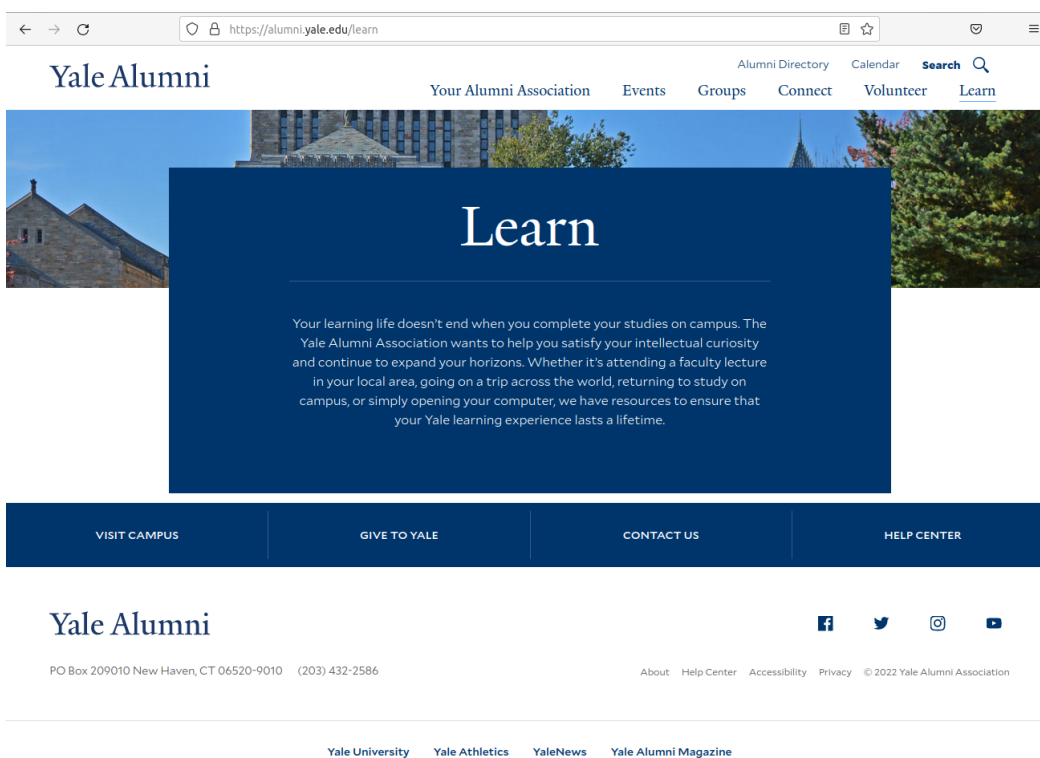 https://alumni.yale.edu/learn
Yale Alumni
Alumni Directory Calendar Search
Your Alumni Association Events Groups Connect Volunteer Learn
Learn
Your learning life doesn't end when you complete your studies on campus. The
Yale Alumni Association wants to help you satisfy your intellectual curiosity
and continue to expand your horizons. Whether it's attending a faculty lecture
in your local area, going on a trip across the world, returning to study on
campus, or simply opening your computer, we have resources to ensure that
your Yale learning experience lasts a lifetime.
VISIT CAMPUS GIVE TO YALE CONTACT US HELP CENTER
Yale Alumni
PO Box 209010 New Haven, CT 06520-9010 (203) 432-2586
About Help Center Accessibility Privacy © 2022 Yale Alumni Association
Yale University Yale Athletics YaleNews Yale Alumni Magazine